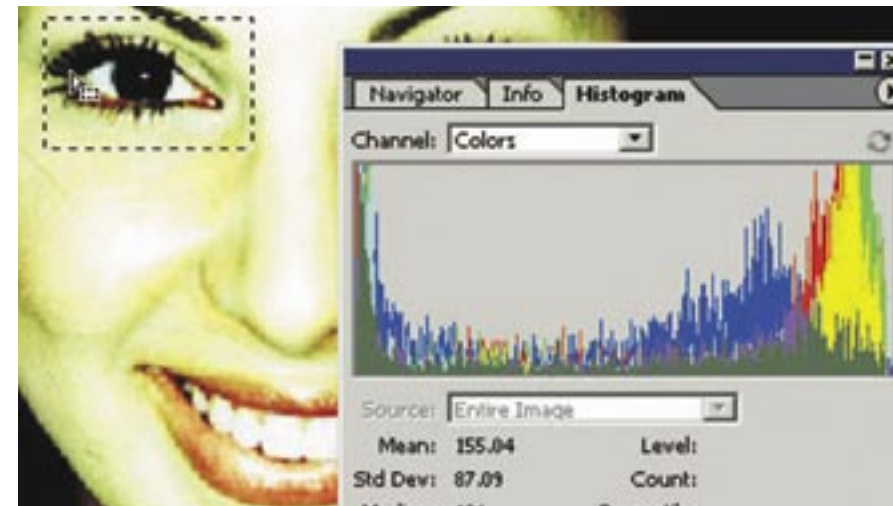 Navigator Info Histogram
Channel: Colors
Source: Entire Image
Mean: 155.04 Level:
Std Dev: 87.09 Count: